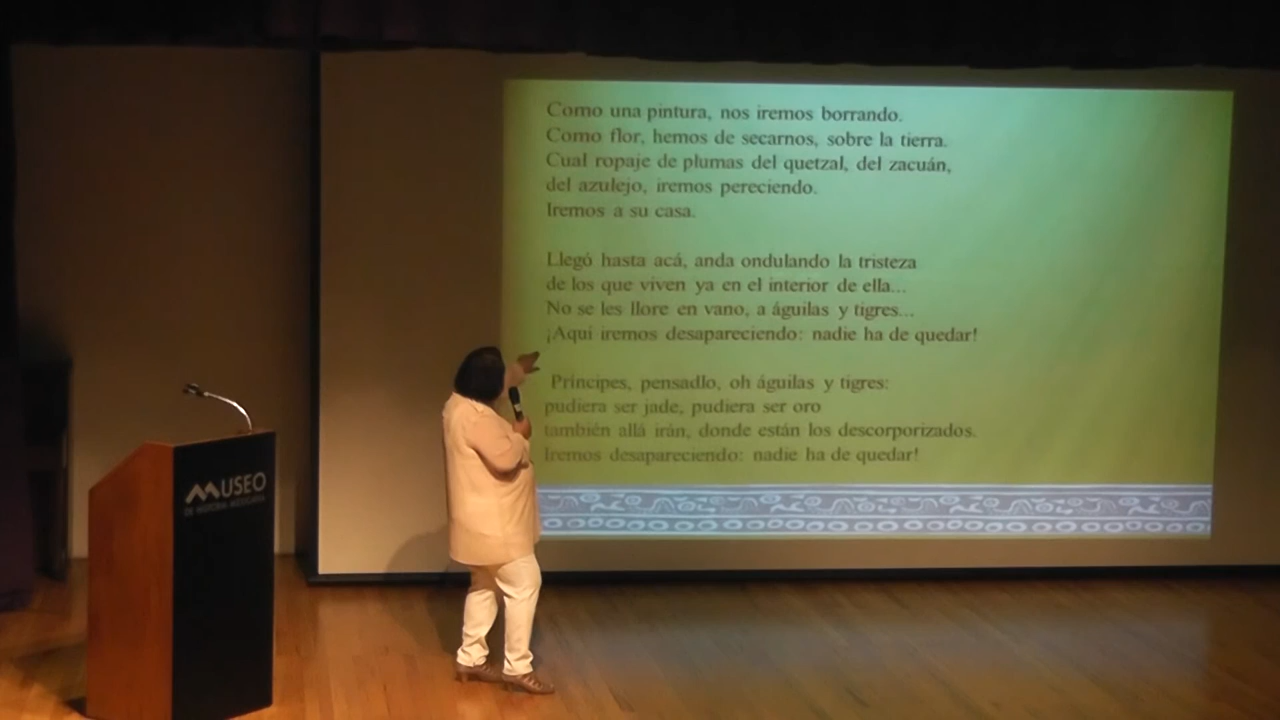 Como una pintura, nos iremos borrando.
Como flor, hemos de secarnos, sobre la tierra.
Cual ropaje de plumas del quetzal, del zacuán,
del azulejo, iremos pereciendo.
Iremos a su casa.
Llegó hasta acá, anda ondulando la tristeza
de los que viven ya en el interior de ella...
No se les llore en vano, a águilas y tigres...
¡Aquí iremos desapareciendo: nadie ha de quedar!
Príncipes, pensadlo, oh águilas y tigres:
pudiera ser jade, pudiera ser oro
también allá irán, donde están los descorporizados.
Iremos desapareciendo: nadie ha de quedar!
MUSEO
DE HISTORIA MEXICANA